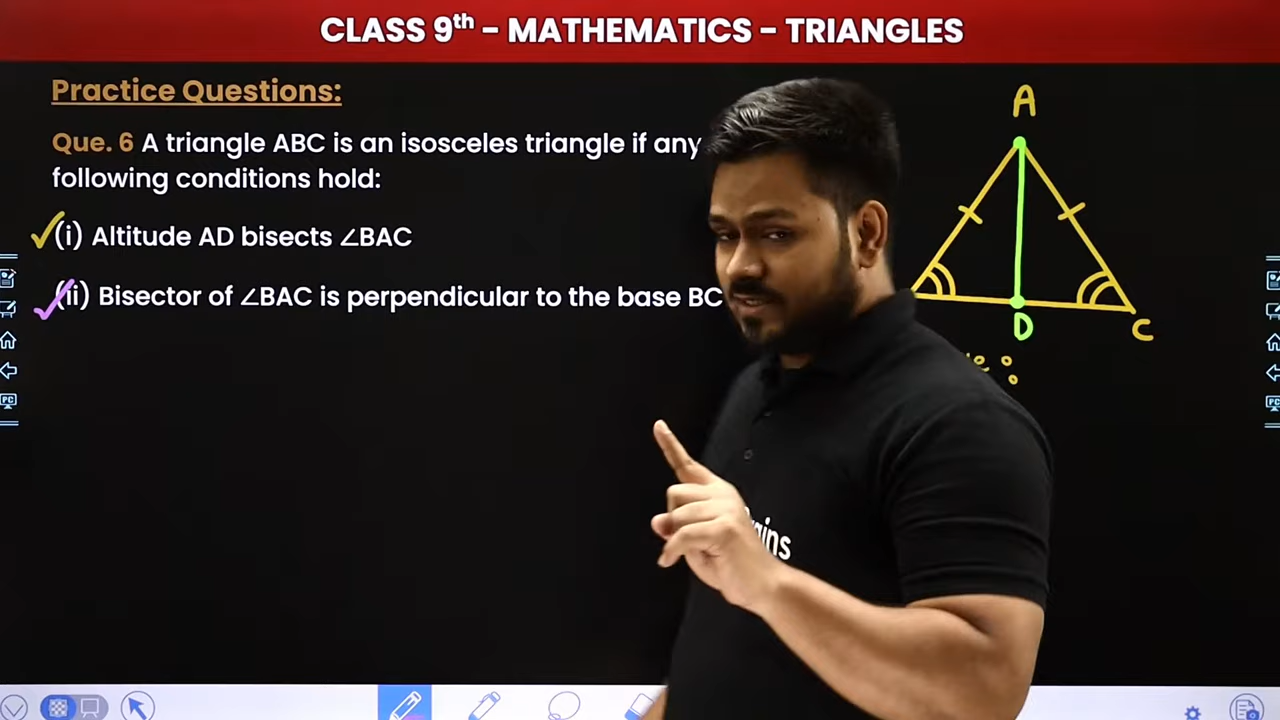 CLASS 9th - MATHEMATICS - TRIANGLES
Practice Questions:
Que. 6 A triangle ABC is an isosceles triangle if any
following conditions hold:
(i) Altitude AD bisects ∠BAC
(ii) Bisector of ∠BAC is perpendicular to the base BC
A
D
C